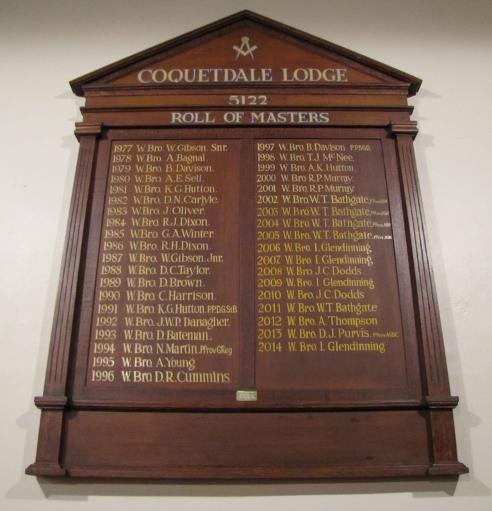 COQUETDALE LODGE
5122
ROLL OF MASTERS
1977 W. Bro. W. Gibson. Snr.
1978 W. Bro. A. Bagnal.
1979 W. Bro. B. Davison.
1980 W. Bro. A.E. Sell.
1981 W. Bro. K.G. Hutton.
1982 W. Bro. D.N. Carlyle.
1983 W. Bro. J. Oliver.
1984 W. Bro. R.J. Dixon.
1985 W. Bro. G.A. Winter.
1986 W. Bro. R.H. Dixon.
1987 W. Bro. W. Gibson. Jnr.
1988 W. Bro. D.C. Taylor.
1989 W. Bro. D. Brown.
1990 W. Bro. C. Harrison.
1991 W. Bro. K.G. Hutton. PPDGStB
1992 W. Bro. J.W.P. Danagher.
1993 W. Bro. D. Bateman.
1994 W. Bro. N. Martin. PProvGReg
1995 W. Bro. A. Young
1996 W. Bro. D.R. Cummins
1997 W. Bro. B. Davison
1998 W. Bro. T.J. McNee.
1999 W. Bro. A.K. Hutton.
2000 W. Bro. R.P. Murray
2001 W. Bro. R.P. Murray
2002 W. Bro. W.T. Bathgate,
2003 W. Bro. W.T. Bathgate,
2004 W. Bro. W.T. Bathgate,
2005 W. Bro. W.T. Bathgate,
2006 W. Bro. I. Glendinning.
2007 W. Bro. I. Glendinning.
2008 W. Bro. J.C. Dodds
2009 W. Bro. I. Glendinning
2010 W. Bro. J.C. Dodds
2011 W. Bro. W.T. Bathgate
2012 W. Bro. A. Thompson
2013 W. Bro. D.J. Purvis.
2014 W. Bro. I. Glendinning